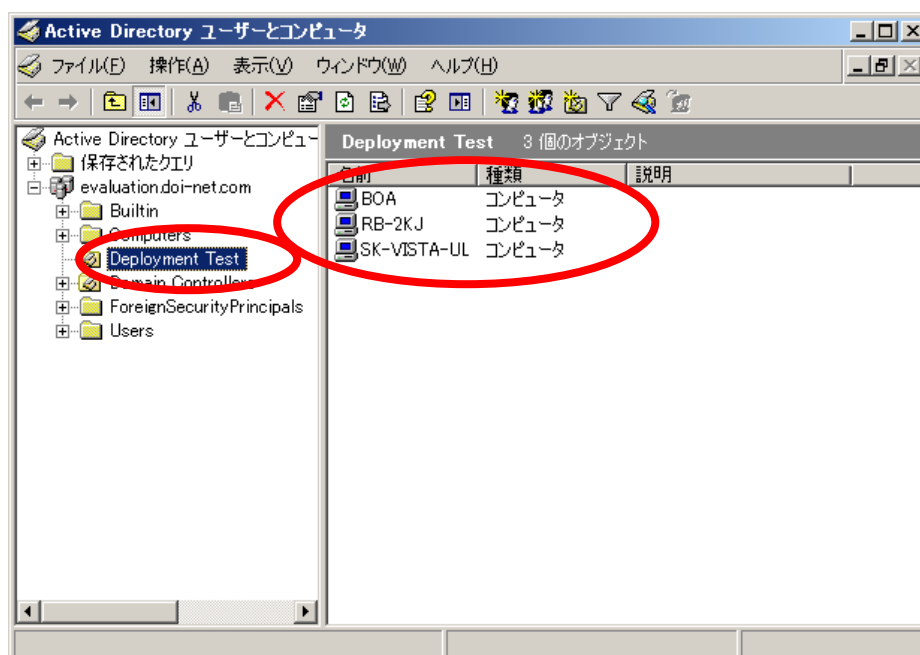 Active Directory ユーザーとコンピュータ
ファイル(F) 操作(A) 表示(V) ウィンドウ(W) ヘルプ(H)
Active Directory ユーザーとコンピュー
保存されたクエリ
evaluation.doi-net.com
Builtin
Computers
Deployment Test
Domain Controllers
ForeignSecurityPrincipals
Users
Deployment Test 3 個のオブジェクト
名前 種類 説明
BOA コンピュータ
RB-2KJ コンピュータ
SK-VISTA-UL コンピュータ